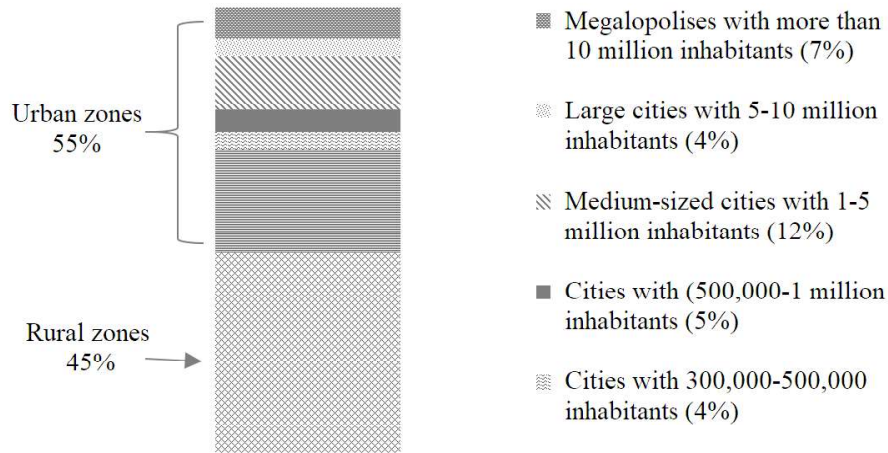 Urban zones
55%
Rural zones
45%
Megalopolises with more than
10 million inhabitants (7%)
Large cities with 5-10 million
inhabitants (4%)
Medium-sized cities with 1-5
million inhabitants (12%)
Cities with (500,000-1 million
inhabitants (5%)
Cities with 300,000-500,000
inhabitants (4%)